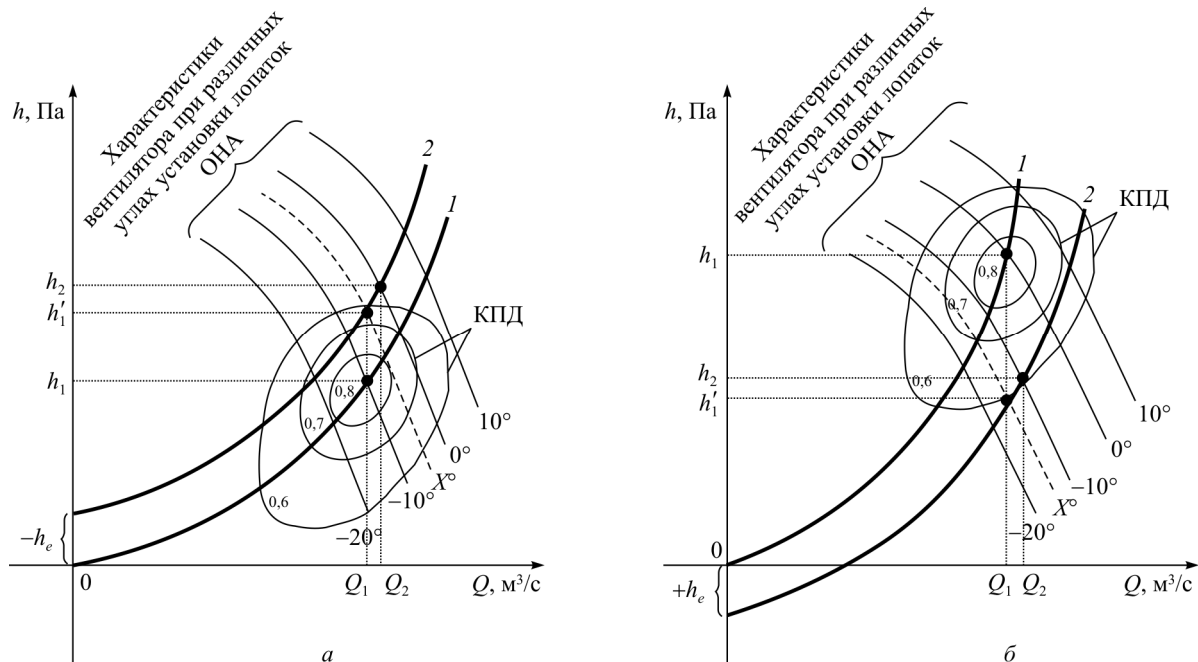 Характеристики
вентилятора при различных
углах установки лопаток
ОНА
h, Па
2
1
h₂
h′₁
h₁
КПД
0,8
0,7
0,6
10°
0°
X°
−10°
−20°
−hₑ
0
Q₁
Q₂
Q, м³/с
а
Характеристики
вентилятора при различных
углах установки лопаток
ОНА
h, Па
1
2
КПД
h₁
0,8
0,7
0,6
h₂
h′₁
10°
0°
−10°
X°
−20°
0
+hₑ
Q₁
Q₂
Q, м³/с
б